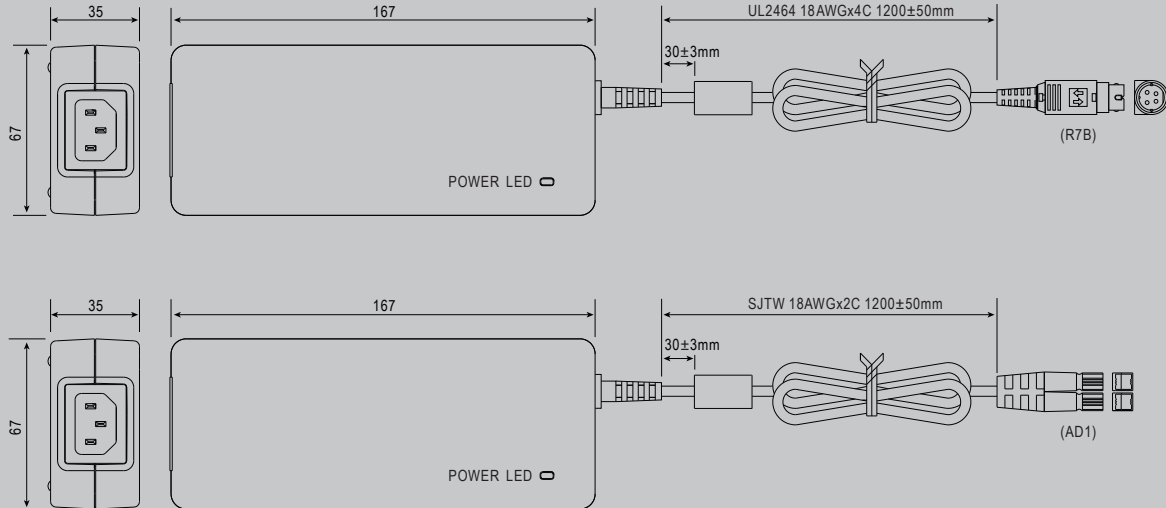 35
167
UL2464 18AWGx4C 1200±50mm
30±3mm
67
(R7B)
POWER LED
35
167
SJTW 18AWGx2C 1200±50mm
30±3mm
67
(AD1)
POWER LED